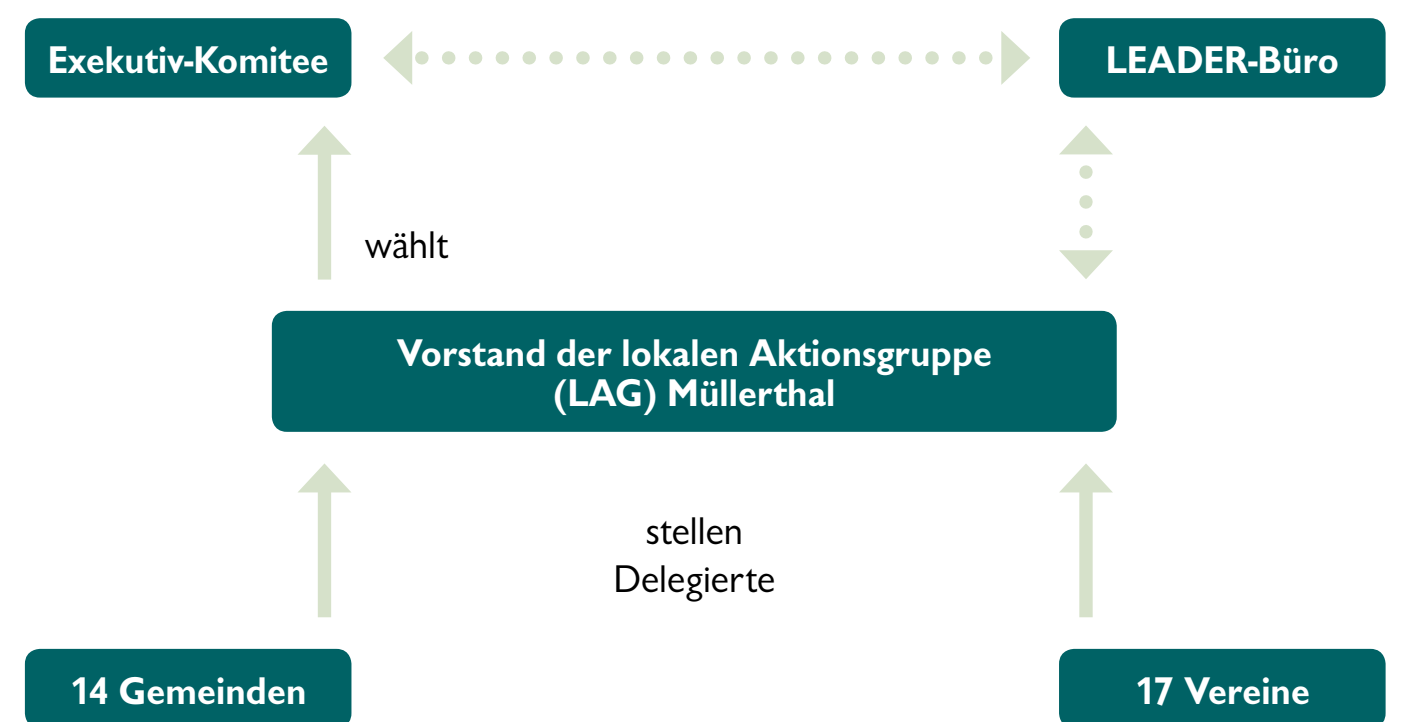 Exekutiv-Komitee
LEADER-Büro
wählt
Vorstand der lokalen Aktionsgruppe
(LAG) Müllerthal
stellen
Delegierte
14 Gemeinden
17 Vereine